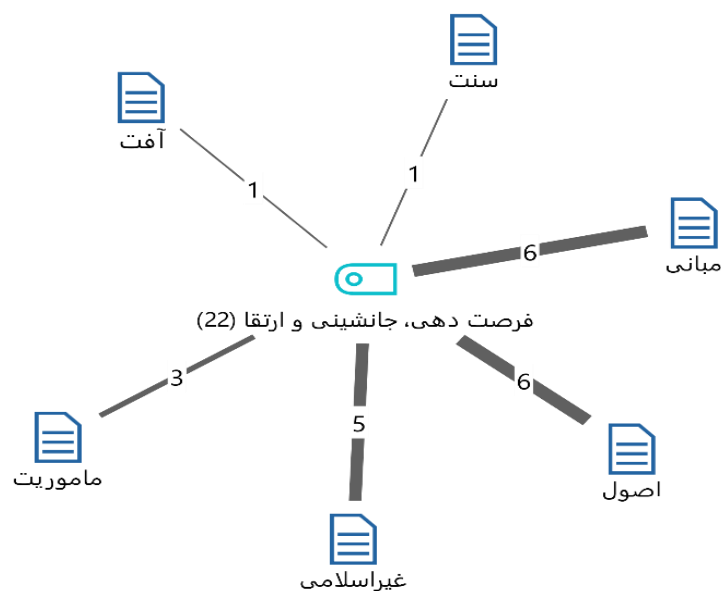 سنت
آفت
1
1
6
مبانی
فرصت دهی، جانشینی و ارتقا (22)
3
6
5
ماموریت
اصول
غیراسلامی